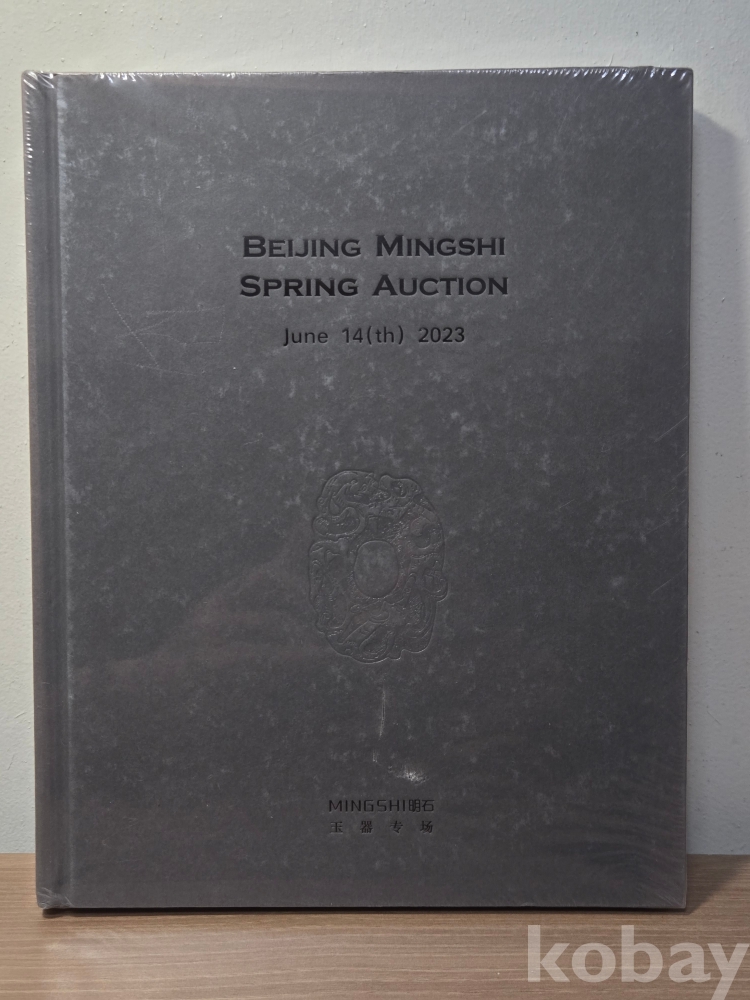 BEIJING MINGSHI
SPRING AUCTION
June 14(th) 2023
MINGSHI明石
玉器专场
kobay